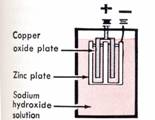 + −
Copper
oxide plate
Zinc plate
Sodium
hydroxide
solution